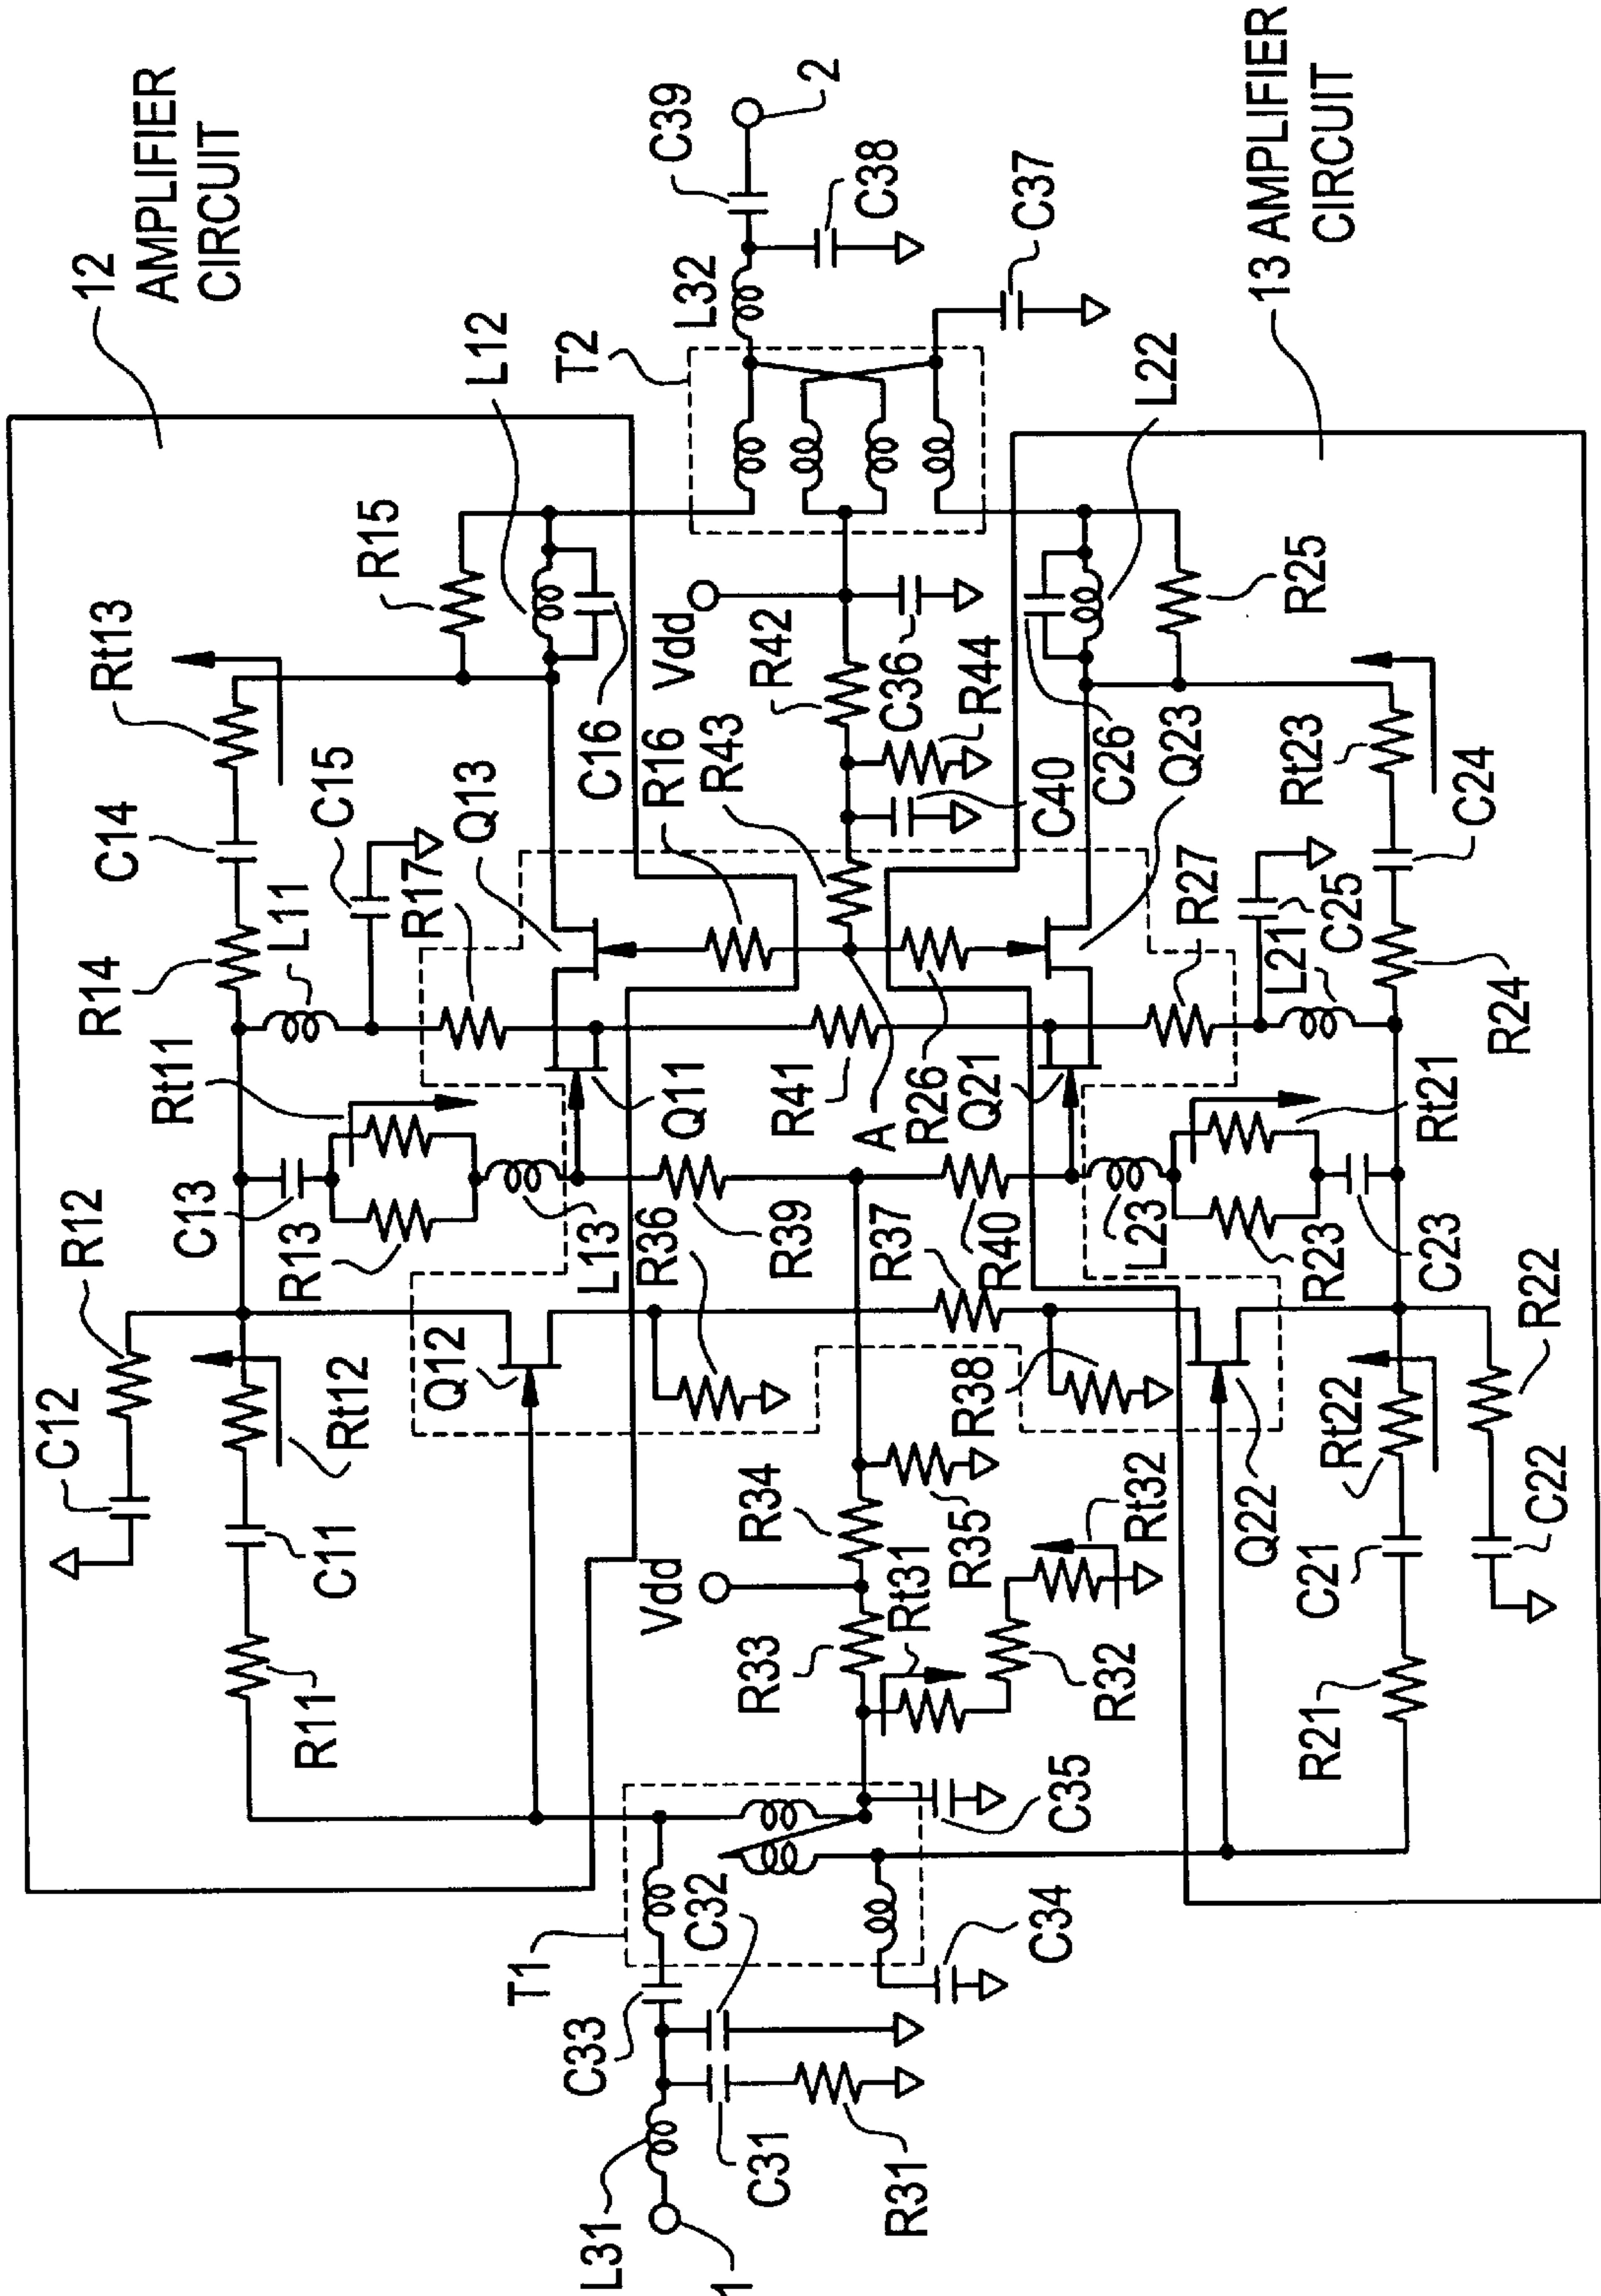 12
AMPLIFIER
CIRCUIT
C39
2
C38
C37
13 AMPLIFIER
CIRCUIT
L32
T2
L12
L22
R15
Rt13
Vdd
R42
C36
R44
R25
C14
C15
R17
Q13
C16
R16
R43
C40
C26
Q23
Rt23
C24
R14
L11
R27
L21
C25
R24
Rt11
Q11
R41
A
R26
Q21
Rt21
C13
R13
R12
L13
R36
R39
R37
R40
L23
R23
C23
R22
C12
Rt12
Q12
R38
Rt22
C11
R34
R35
Rt32
Q22
C21
C22
R11
Vdd
R33
Rt31
R32
R21
C35
C32
C34
T1
C33
C31
R31
L31
1